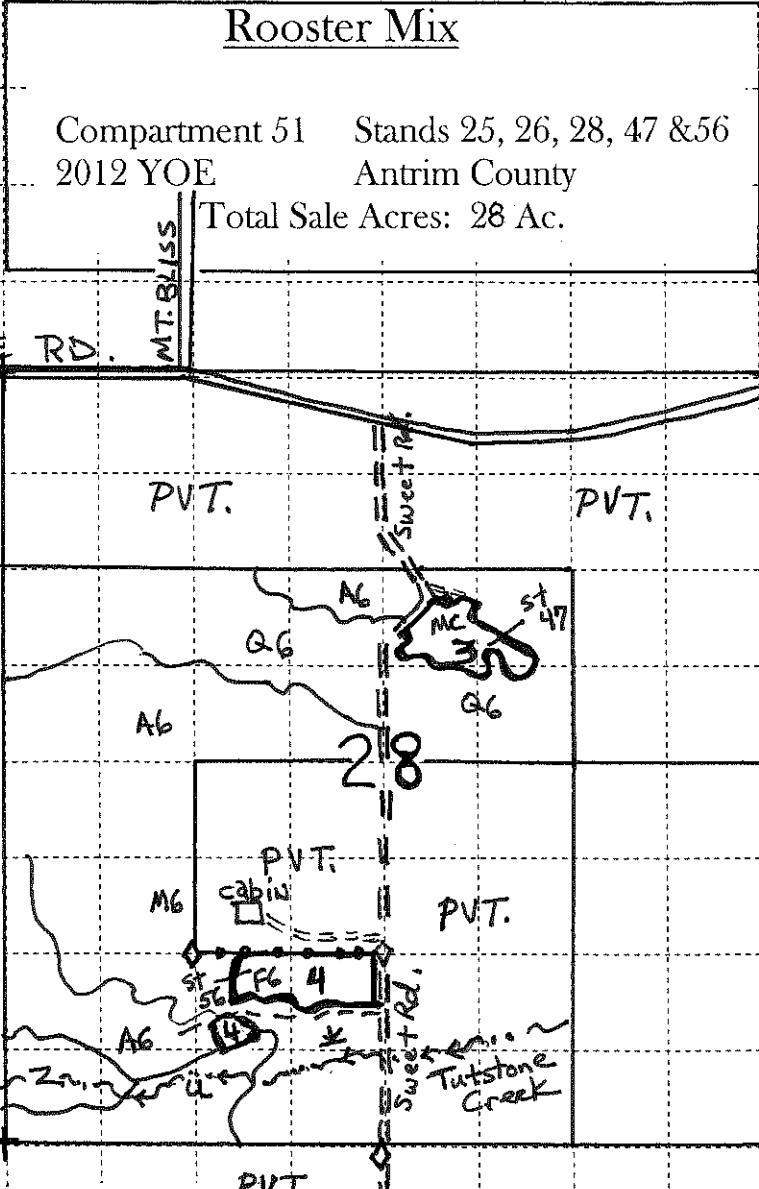 Rooster Mix
Compartment 51 Stands 25, 26, 28, 47 &56
2012 YOE Antrim County
Total Sale Acres: 28 Ac.
MT. BLISS
RD.
Sweet Rd.
PVT.
PVT.
A6
MC
st 47
3
Q6
Q6
A6
28
PVT.
cabin
M6
PVT.
st 56
F6
4
Sweet Rd.
4
A6
K
Tutstone
Creek
Z
ü
PVT